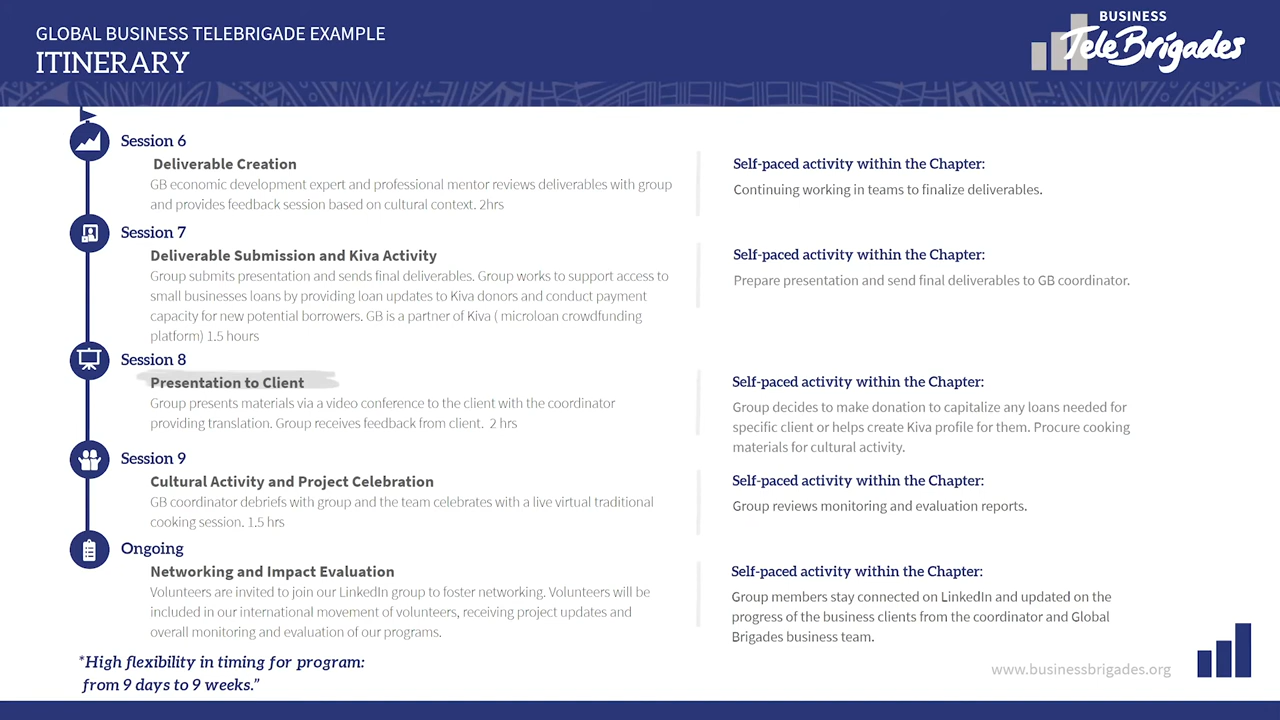 GLOBAL BUSINESS TELEBRIGADE EXAMPLE
ITINERARY
BUSINESS
TeleBrigades
Session 6
Deliverable Creation
GB economic development expert and professional mentor reviews deliverables with group
and provides feedback session based on cultural context. 2hrs
Self-paced activity within the Chapter:
Continuing working in teams to finalize deliverables.
Session 7
Deliverable Submission and Kiva Activity
Group submits presentation and sends final deliverables. Group works to support access to
small businesses loans by providing loan updates to Kiva donors and conduct payment
capacity for new potential borrowers. GB is a partner of Kiva ( microloan crowdfunding
platform) 1.5 hours
Self-paced activity within the Chapter:
Prepare presentation and send final deliverables to GB coordinator.
Session 8
Presentation to Client
Group presents materials via a video conference to the client with the coordinator
providing translation. Group receives feedback from client. 2 hrs
Self-paced activity within the Chapter:
Group decides to make donation to capitalize any loans needed for
specific client or helps create Kiva profile for them. Procure cooking
materials for cultural activity.
Session 9
Cultural Activity and Project Celebration
GB coordinator debriefs with group and the team celebrates with a live virtual traditional
cooking session. 1.5 hrs
Self-paced activity within the Chapter:
Group reviews monitoring and evaluation reports.
Ongoing
Networking and Impact Evaluation
Volunteers are invited to join our LinkedIn group to foster networking. Volunteers will be
included in our international movement of volunteers, receiving project updates and
overall monitoring and evaluation of our programs.
Self-paced activity within the Chapter:
Group members stay connected on LinkedIn and updated on the
progress of the business clients from the coordinator and Global
Brigades business team.
*High flexibility in timing for program:
from 9 days to 9 weeks.”
www.businessbrigades.org